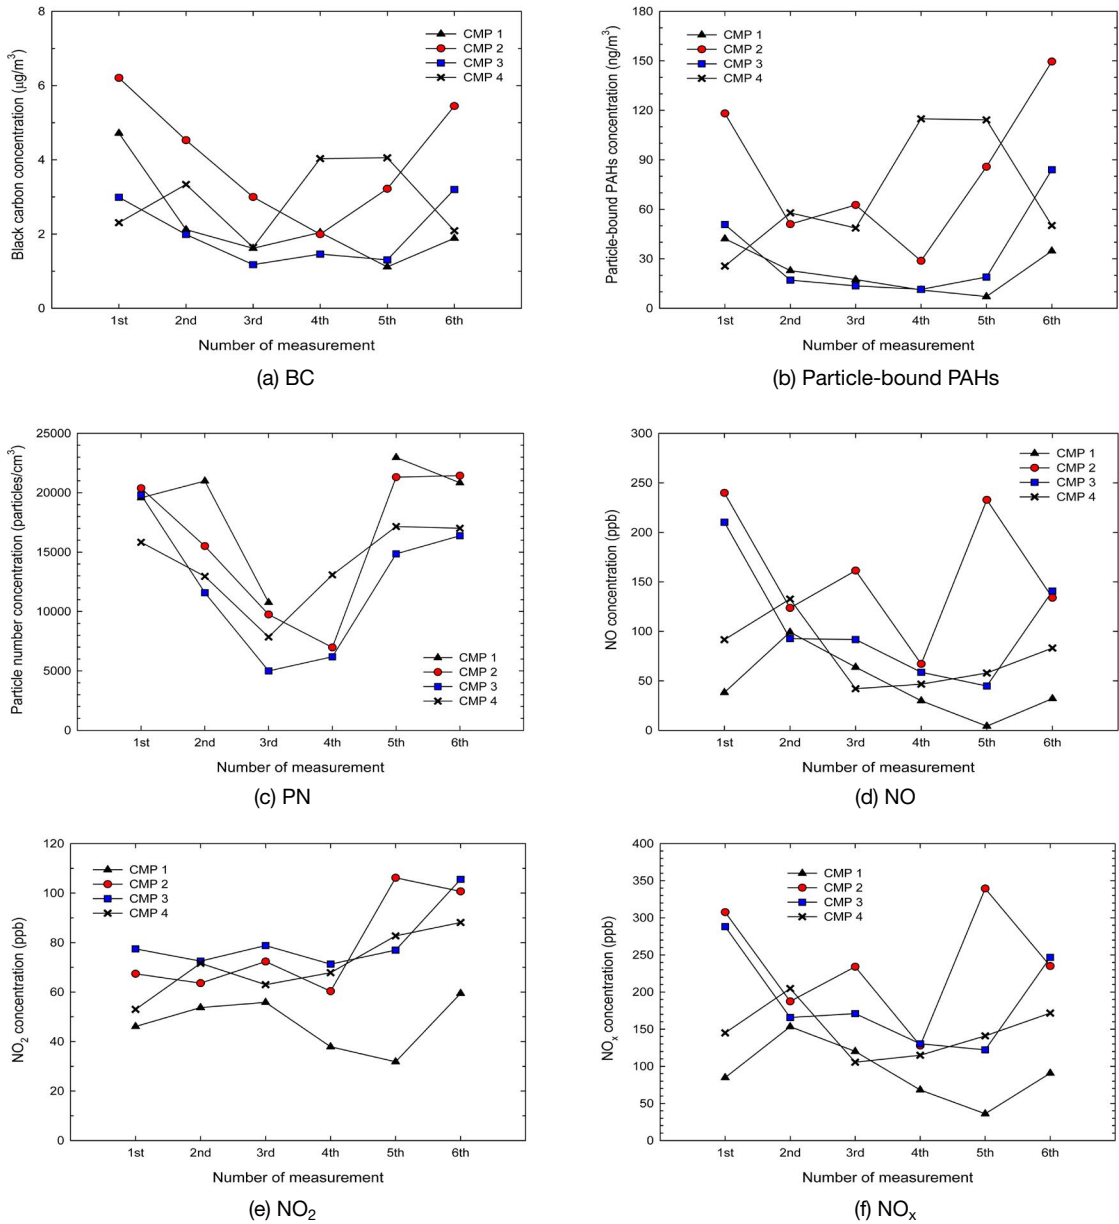 Black carbon concentration (μg/m³)
8
6
4
2
0
CMP 1
CMP 2
CMP 3
CMP 4
1st 2nd 3rd 4th 5th 6th
Number of measurement
(a) BC
Particle-bound PAHs concentration (ng/m³)
180
150
120
90
60
30
0
CMP 1
CMP 2
CMP 3
CMP 4
1st 2nd 3rd 4th 5th 6th
Number of measurement
(b) Particle-bound PAHs
Particle number concentration (particles/cm³)
25000
20000
15000
10000
5000
0
CMP 1
CMP 2
CMP 3
CMP 4
1st 2nd 3rd 4th 5th 6th
Number of measurement
(c) PN
NO concentration (ppb)
300
250
200
150
100
50
0
CMP 1
CMP 2
CMP 3
CMP 4
1st 2nd 3rd 4th 5th 6th
Number of measurement
(d) NO
NO₂ concentration (ppb)
120
100
80
60
40
20
0
CMP 1
CMP 2
CMP 3
CMP 4
1st 2nd 3rd 4th 5th 6th
Number of measurement
(e) NO₂
NOₓ concentration (ppb)
400
350
300
250
200
150
100
50
0
CMP 1
CMP 2
CMP 3
CMP 4
1st 2nd 3rd 4th 5th 6th
Number of measurement
(f) NOₓ